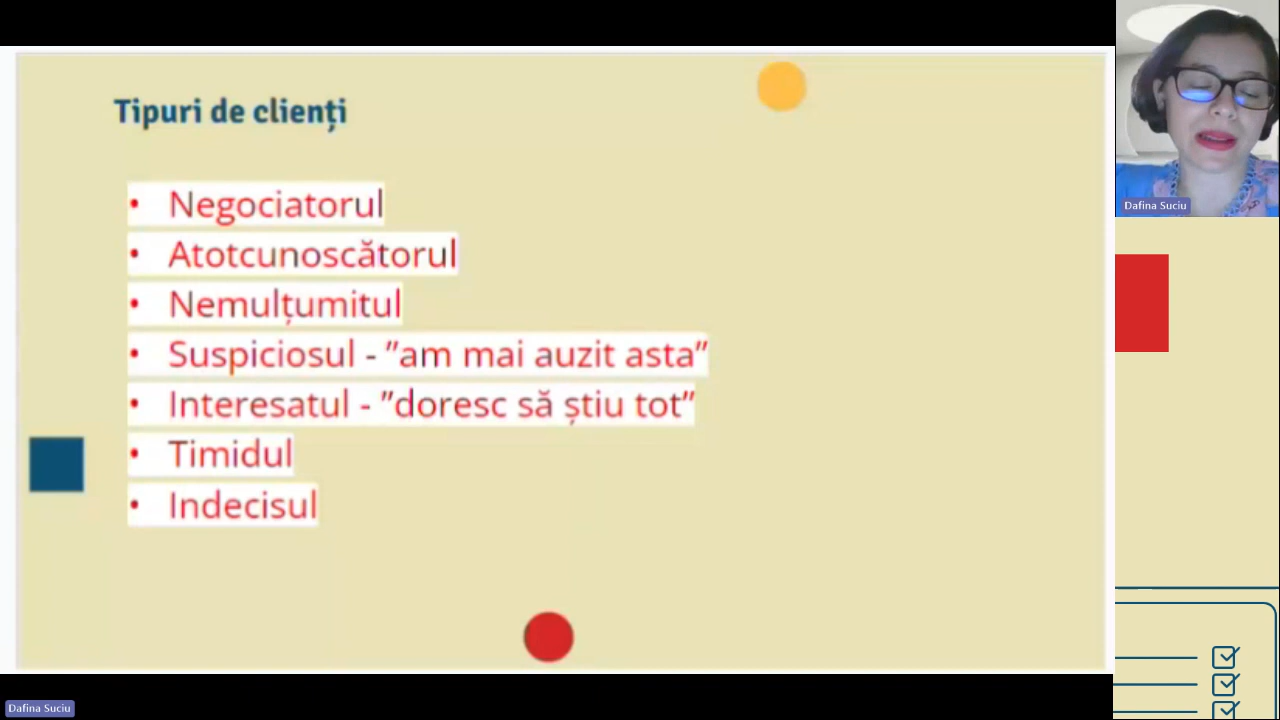 Tipuri de clienți
• Negociatorul
• Atotcunoscătorul
• Nemulțumitul
• Suspiciosul - ”am mai auzit asta”
• Interesatul - ”doresc să știu tot”
• Timidul
• Indecisul
Dafina Suciu
Dafina Suciu